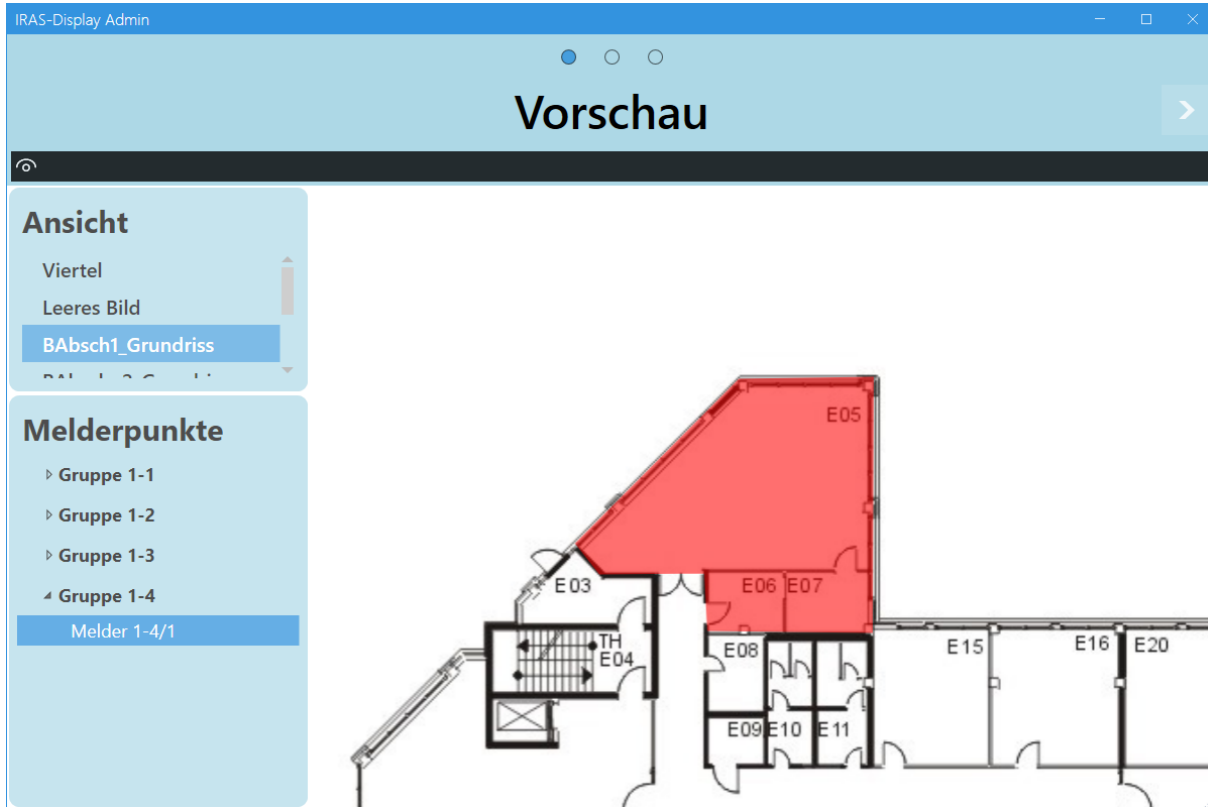 IRAS-Display Admin
Vorschau
Ansicht
Viertel
Leeres Bild
BAbsch1_Grundriss
Melderpunkte
Gruppe 1-1
Gruppe 1-2
Gruppe 1-3
Gruppe 1-4
Melder 1-4/1
E05
E03
E06 E07
TH
E04
E08
E15
E16
E20
E09 E10 E11